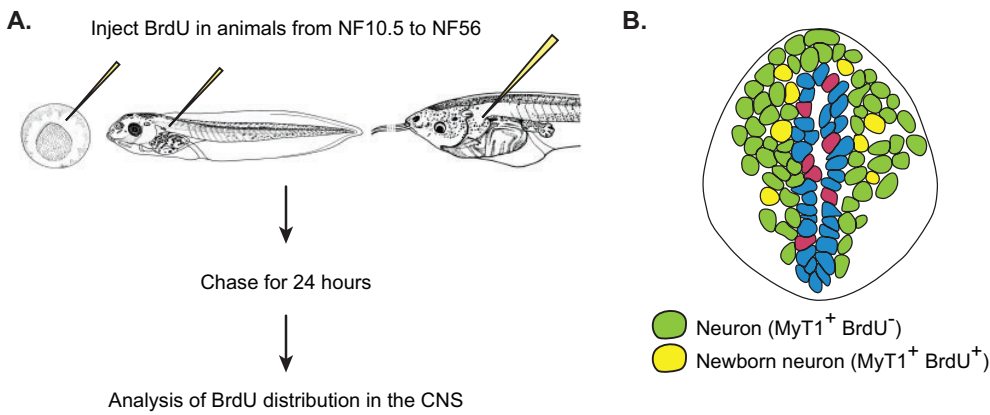 A.
Inject BrdU in animals from NF10.5 to NF56
Chase for 24 hours
Analysis of BrdU distribution in the CNS
B.
Neuron (MyT1+ BrdU-)
Newborn neuron (MyT1+ BrdU+)